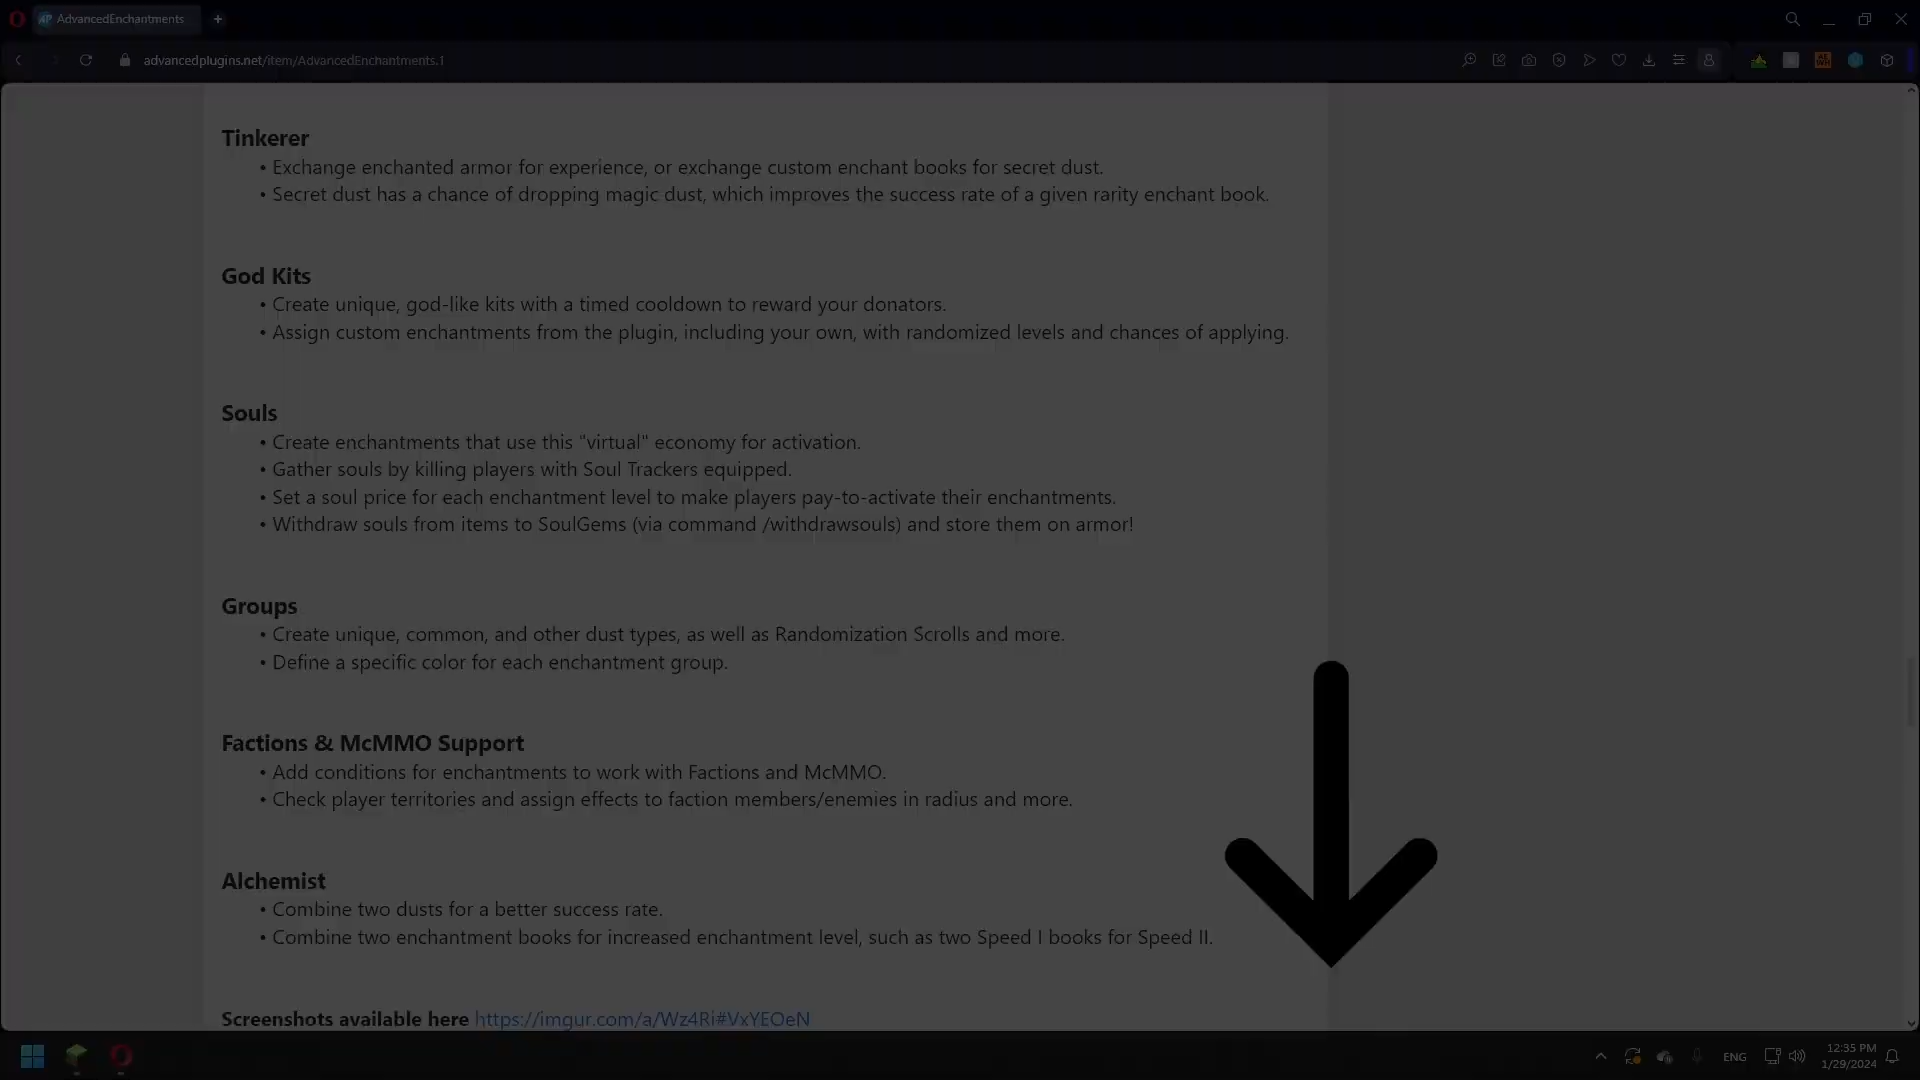 AdvancedEnchantments
advancedplugins.net/item/AdvancedEnchantments.1
Tinkerer
• Exchange enchanted armor for experience, or exchange custom enchant books for secret dust.
• Secret dust has a chance of dropping magic dust, which improves the success rate of a given rarity enchant book.
God Kits
• Create unique, god-like kits with a timed cooldown to reward your donators.
• Assign custom enchantments from the plugin, including your own, with randomized levels and chances of applying.
Souls
• Create enchantments that use this "virtual" economy for activation.
• Gather souls by killing players with Soul Trackers equipped.
• Set a soul price for each enchantment level to make players pay-to-activate their enchantments.
• Withdraw souls from items to SoulGems (via command /withdrawsouls) and store them on armor!
Groups
• Create unique, common, and other dust types, as well as Randomization Scrolls and more.
• Define a specific color for each enchantment group.
Factions & McMMO Support
• Add conditions for enchantments to work with Factions and McMMO.
• Check player territories and assign effects to faction members/enemies in radius and more.
Alchemist
• Combine two dusts for a better success rate.
• Combine two enchantment books for increased enchantment level, such as two Speed I books for Speed II.
Screenshots available here https://imgur.com/a/Wz4Ri#VxYEOeN
ENG
12:35 PM
1/29/2024